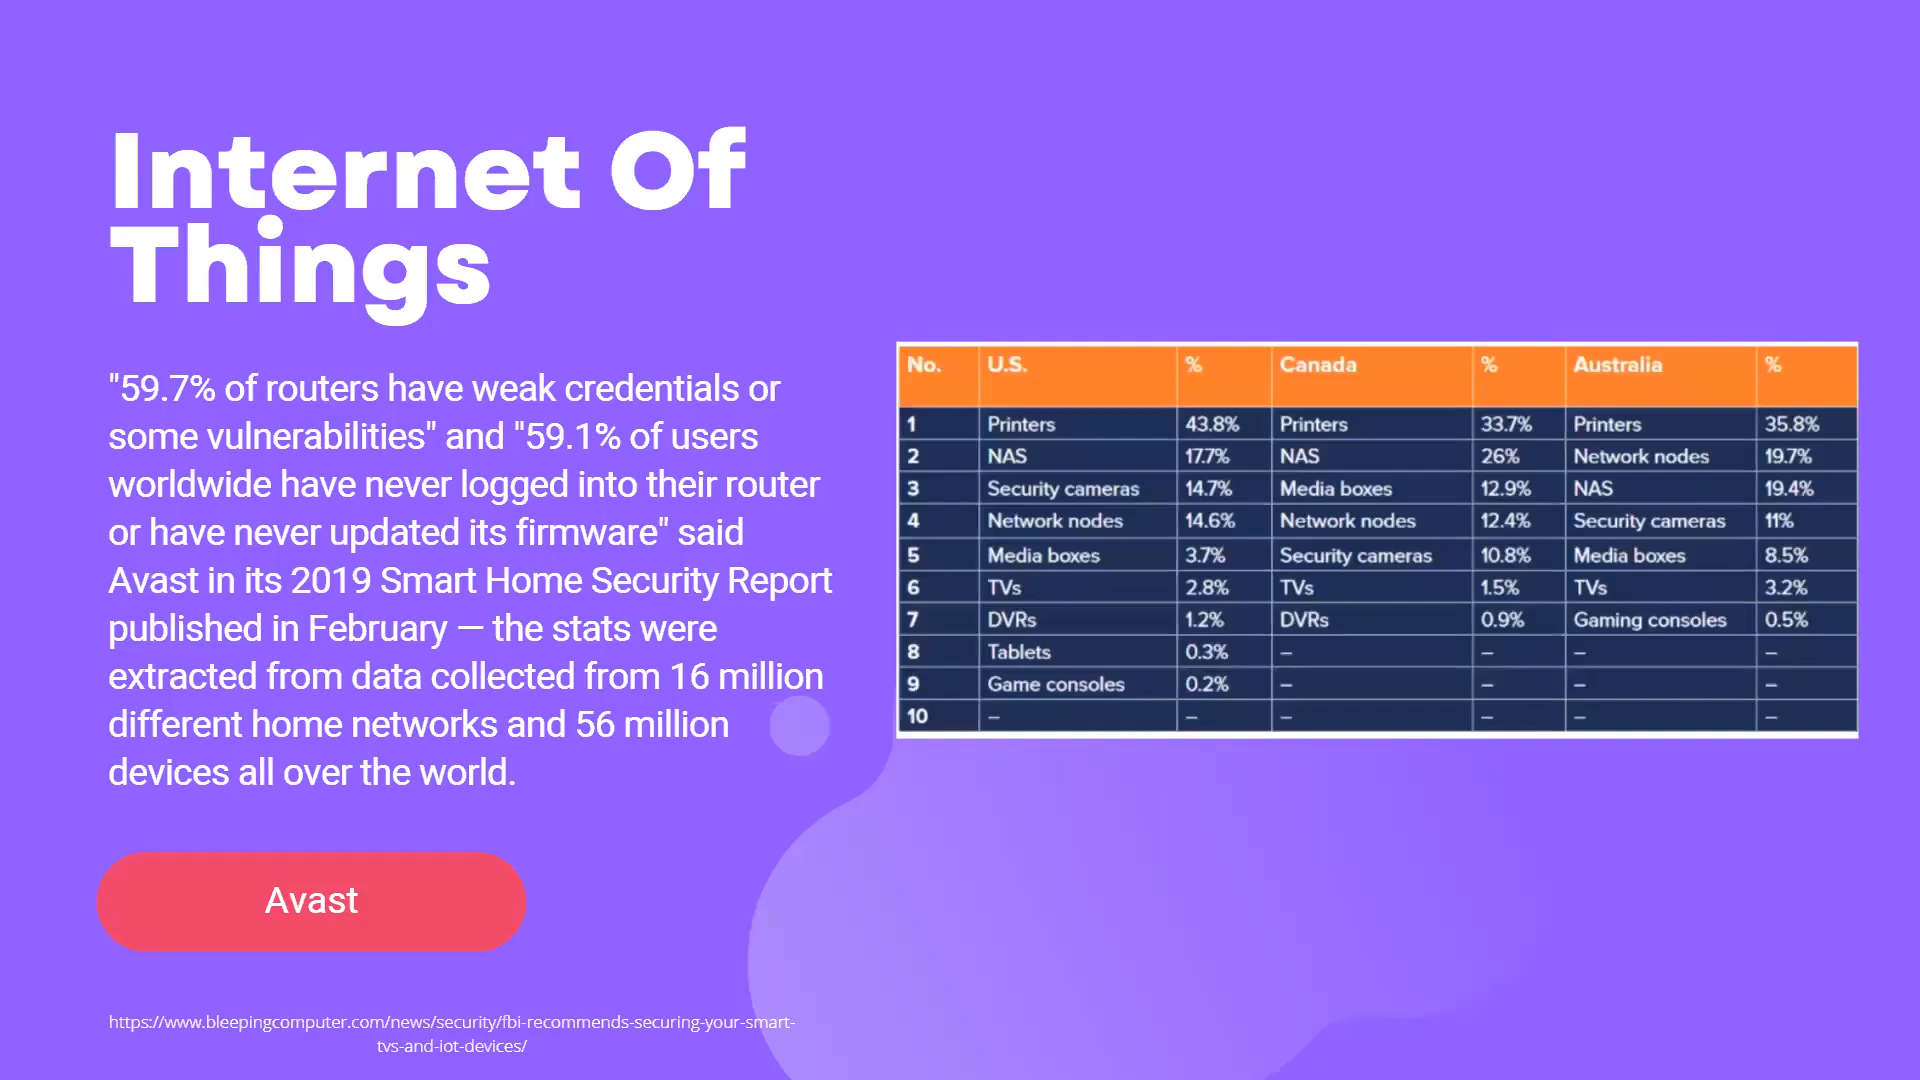 Internet Of
Things
"59.7% of routers have weak credentials or
some vulnerabilities" and "59.1% of users
worldwide have never logged into their router
or have never updated its firmware" said
Avast in its 2019 Smart Home Security Report
published in February — the stats were
extracted from data collected from 16 million
different home networks and 56 million
devices all over the world.
Avast
https://www.bleepingcomputer.com/news/security/fbi-recommends-securing-your-smart-
tvs-and-iot-devices/
No. U.S. % Canada % Australia %
1 Printers 43.8% Printers 33.7% Printers 35.8%
2 NAS 17.7% NAS 26% Network nodes 19.7%
3 Security cameras 14.7% Media boxes 12.9% NAS 19.4%
4 Network nodes 14.6% Network nodes 12.4% Security cameras 11%
5 Media boxes 3.7% Security cameras 10.8% Media boxes 8.5%
6 TVs 2.8% TVs 1.5% TVs 3.2%
7 DVRs 1.2% DVRs 0.9% Gaming consoles 0.5%
8 Tablets 0.3% – – – –
9 Game consoles 0.2% – – – –
10 – – – – – –